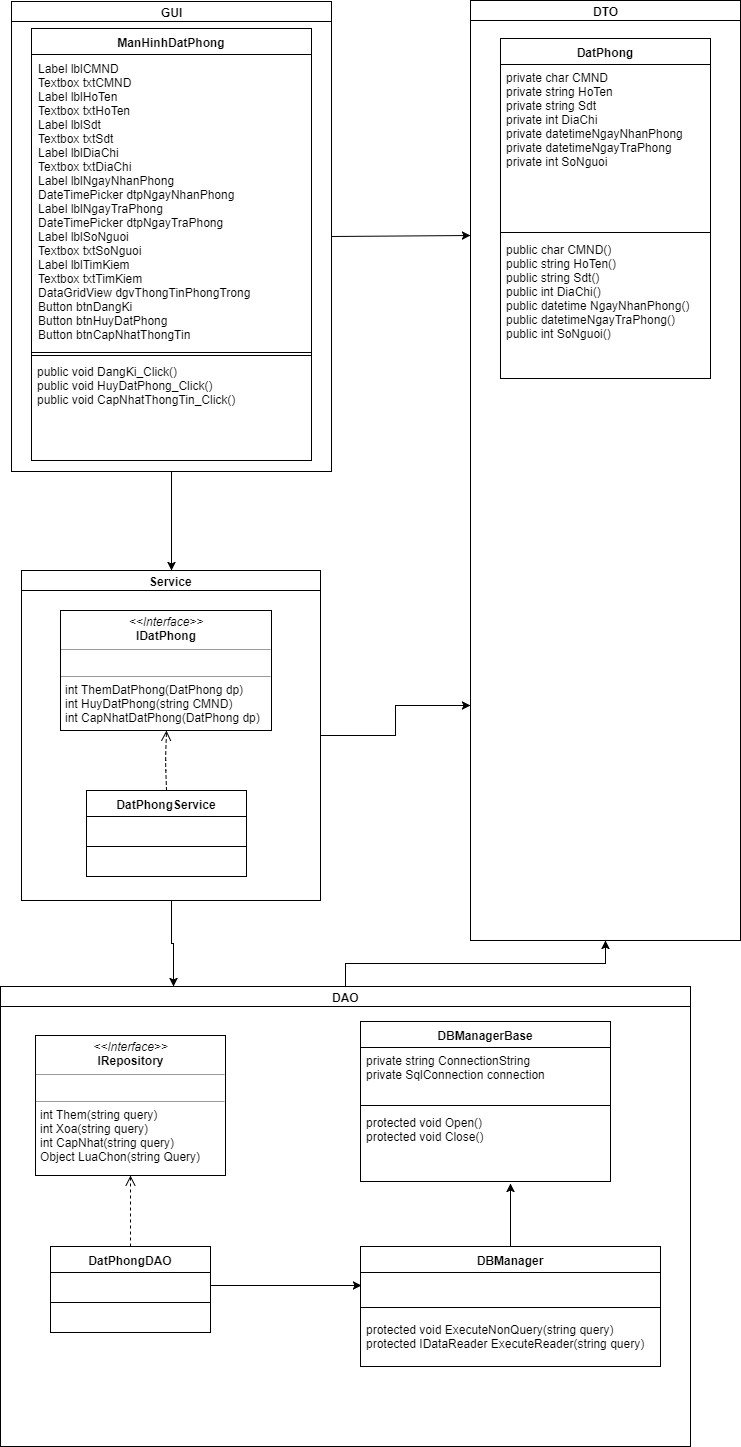 GUI
ManHinhDatPhong
Label lblCMND
Textbox txtCMND
Label lblHoTen
Textbox txtHoTen
Label lblSdt
Textbox txtSdt
Label lblDiaChi
Textbox txtDiaChi
Label lblNgayNhanPhong
DateTimePicker dtpNgayNhanPhong
Label lblNgayTraPhong
DateTimePicker dtpNgayTraPhong
Label lblSoNguoi
Textbox txtSoNguoi
Label lblTimKiem
Textbox txtTimKiem
DataGridView dgvThongTinPhongTrong
Button btnDangKi
Button btnHuyDatPhong
Button btnCapNhatThongTin
public void DangKi_Click()
public void HuyDatPhong_Click()
public void CapNhatThongTin_Click()
DTO
DatPhong
private char CMND
private string HoTen
private string Sdt
private int DiaChi
private datetimeNgayNhanPhong
private datetimeNgayTraPhong
private int SoNguoi
public char CMND()
public string HoTen()
public string Sdt()
public int DiaChi()
public datetime NgayNhanPhong()
public datetimeNgayTraPhong()
public int SoNguoi()
Service
<<Interface>>
IDatPhong
int ThemDatPhong(DatPhong dp)
int HuyDatPhong(string CMND)
int CapNhatDatPhong(DatPhong dp)
DatPhongService
DAO
<<Interface>>
IRepository
int Them(string query)
int Xoa(string query)
int CapNhat(string query)
Object LuaChon(string Query)
DBManagerBase
private string ConnectionString
private SqlConnection connection
protected void Open()
protected void Close()
DatPhongDAO
DBManager
protected void ExecuteNonQuery(string query)
protected IDataReader ExecuteReader(string query)